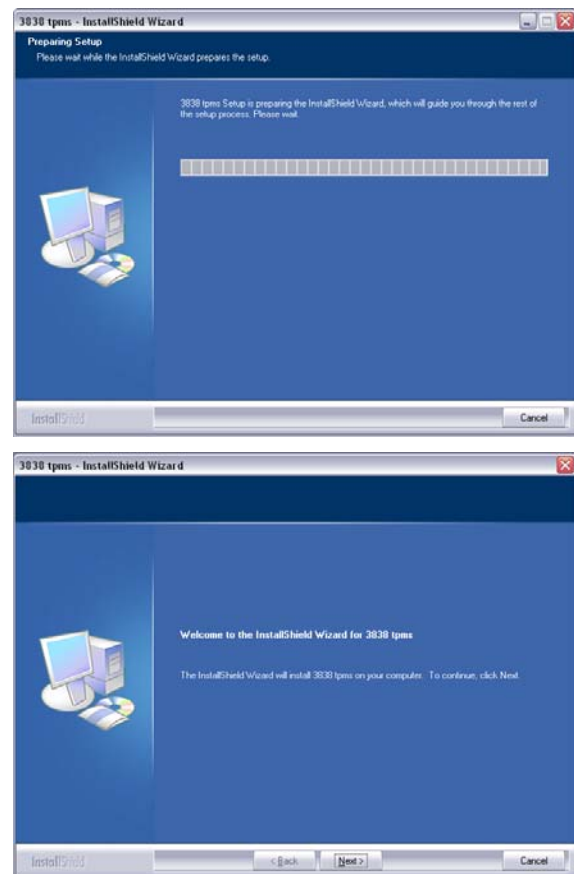 3838 tpms - InstallShield Wizard
Preparing Setup
Please wait while the InstallShield Wizard prepares the setup.
3838 tpms Setup is preparing the InstallShield Wizard, which will guide you through the rest of
the setup process. Please wait.
InstallShield
Cancel
3838 tpms - InstallShield Wizard
Welcome to the InstallShield Wizard for 3838 tpms
The InstallShield Wizard will install 3838 tpms on your computer. To continue, click Next.
InstallShield
< Back
Next >
Cancel